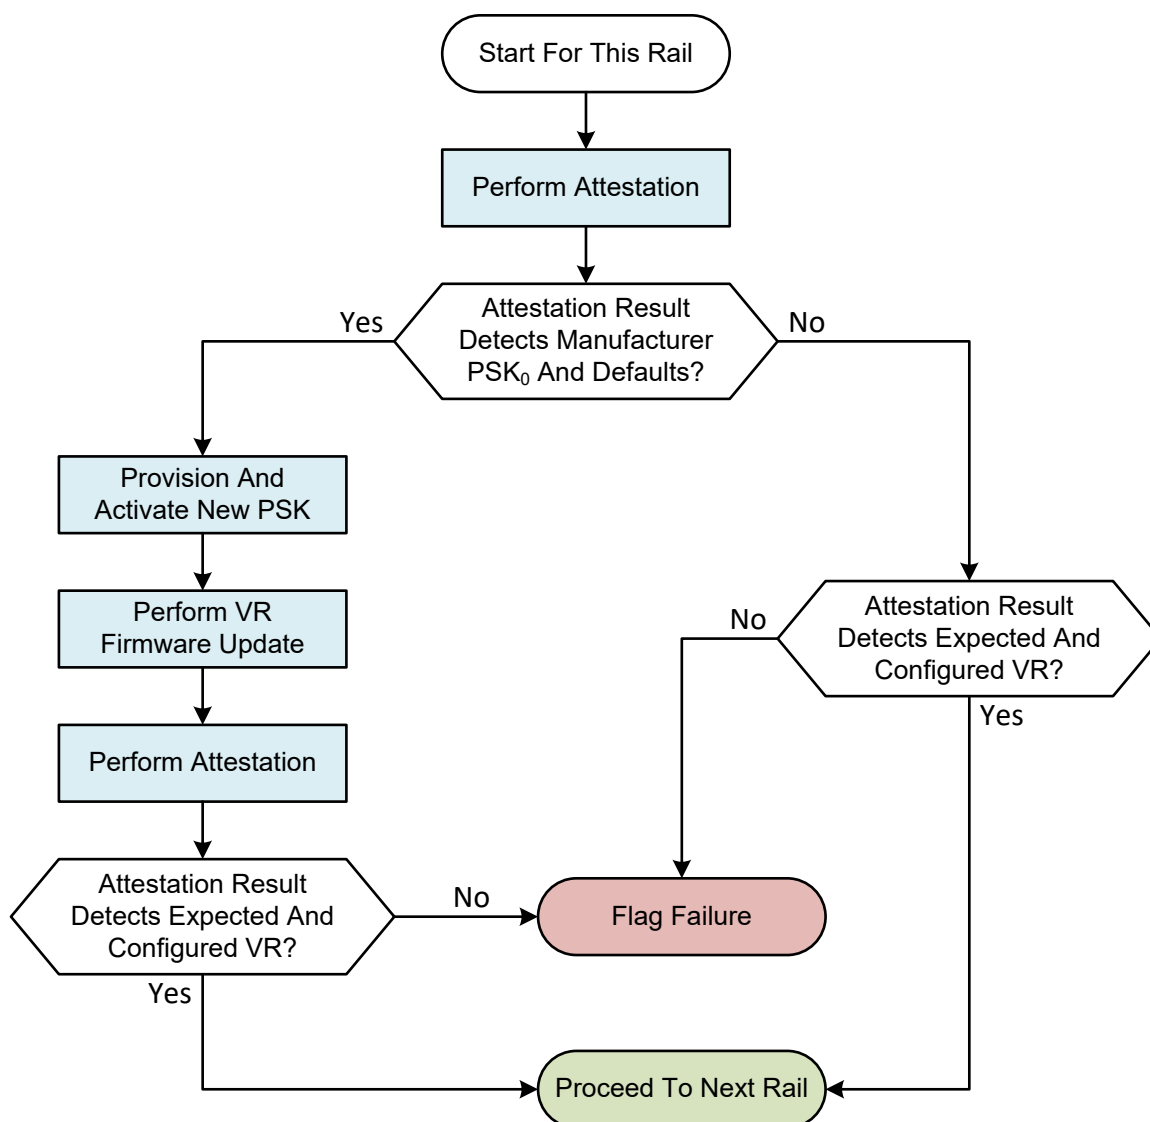 Start For This Rail
Perform Attestation
Attestation Result
Detects Manufacturer
PSK₀ And Defaults?
Yes
No
Provision And
Activate New PSK
Perform VR
Firmware Update
Perform Attestation
Attestation Result
Detects Expected And
Configured VR?
No
Yes
Attestation Result
Detects Expected And
Configured VR?
No
Yes
Flag Failure
Proceed To Next Rail